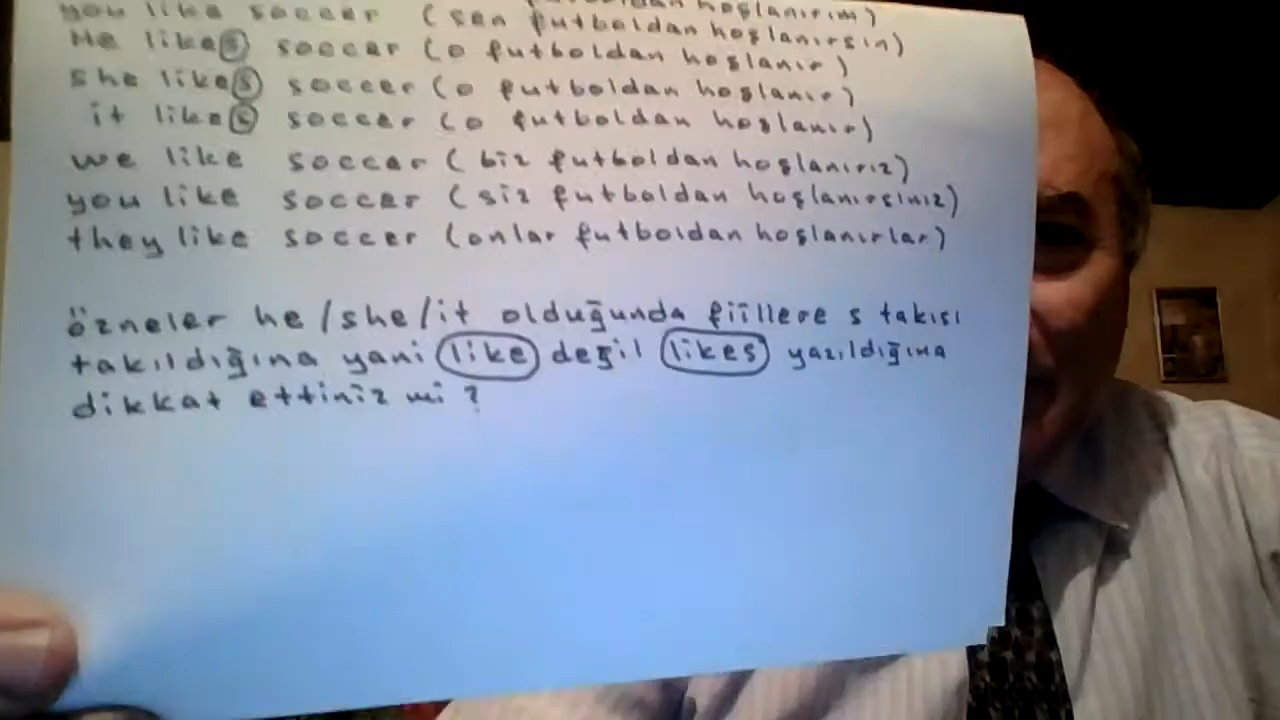 hoşlanırım)
you like soccer (sen futboldan hoşlanırsın)
He likes soccer (o futboldan hoşlanır)
she likes soccer (o futboldan hoşlanır)
it likes soccer (o futboldan hoşlanır)
we like soccer (biz futboldan hoşlanırız)
you like soccer (siz futboldan hoşlanırsınız)
they like soccer (onlar futboldan hoşlanırlar)
özneler he/she/it olduğunda fiillere s takısı
takıldığına yani like değil likes yazıldığına
dikkat ettiniz mi?